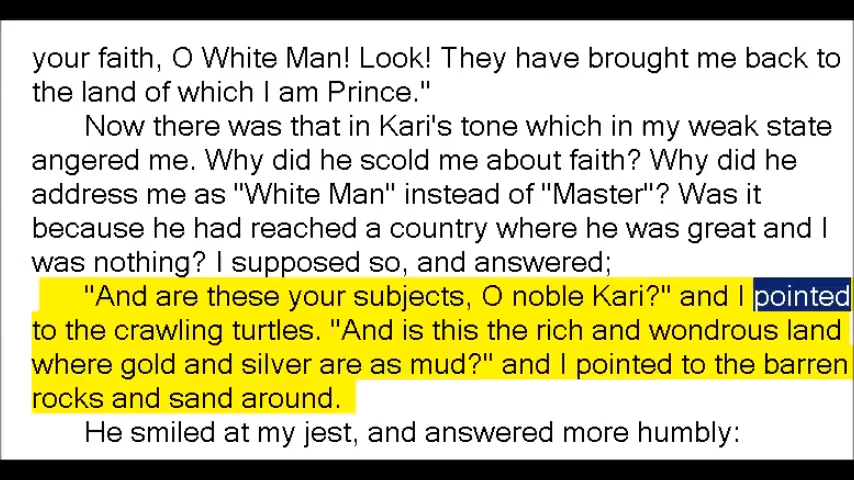 your faith, O White Man! Look! They have brought me back to
the land of which I am Prince."
Now there was that in Kari's tone which in my weak state
angered me. Why did he scold me about faith? Why did he
address me as "White Man" instead of "Master"? Was it
because he had reached a country where he was great and I
was nothing? I supposed so, and answered;
"And are these your subjects, O noble Kari?" and I pointed
to the crawling turtles. "And is this the rich and wondrous land
where gold and silver are as mud?" and I pointed to the barren
rocks and sand around.
He smiled at my jest, and answered more humbly: